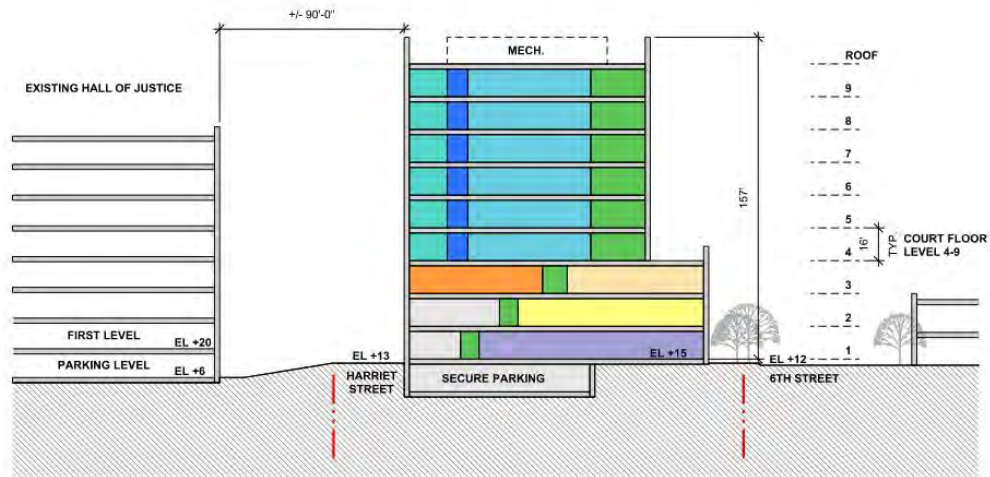 +/- 90'-0"
MECH.
ROOF
EXISTING HALL OF JUSTICE
9
8
7
6
157'
5
16'
TYP.
COURT FLOOR
LEVEL 4-9
4
3
2
FIRST LEVEL
EL +20
1
EL +15
EL +13
EL +12
PARKING LEVEL
EL +6
HARRIET
STREET
SECURE PARKING
6TH STREET